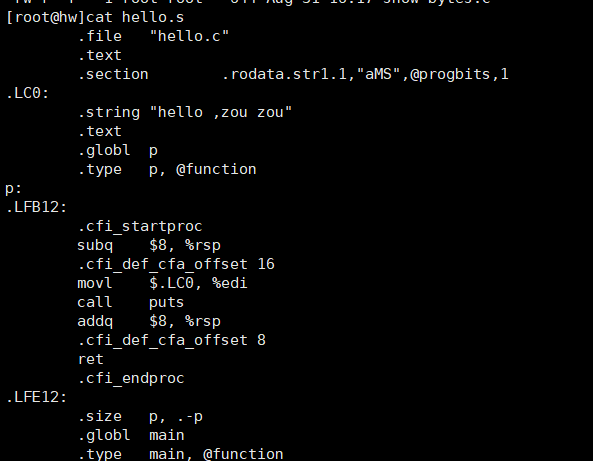 [root@hw]cat hello.s
.file "hello.c"
.text
.section .rodata.str1.1,"aMS",@progbits,1
.LC0:
.string "hello ,zou zou"
.text
.globl p
.type p, @function
p:
.LFB12:
.cfi_startproc
subq $8, %rsp
.cfi_def_cfa_offset 16
movl $.LC0, %edi
call puts
addq $8, %rsp
.cfi_def_cfa_offset 8
ret
.cfi_endproc
.LFE12:
.size p, .-p
.globl main
.type main, @function